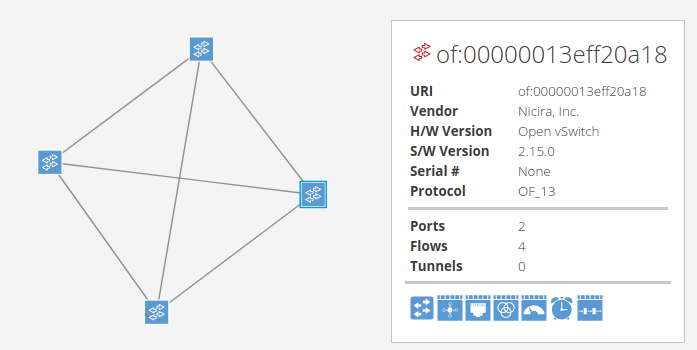 of:00000013eff20a18
URI of:00000013eff20a18
Vendor Nicira, Inc.
H/W Version Open vSwitch
S/W Version 2.15.0
Serial # None
Protocol OF_13
Ports 2
Flows 4
Tunnels 0